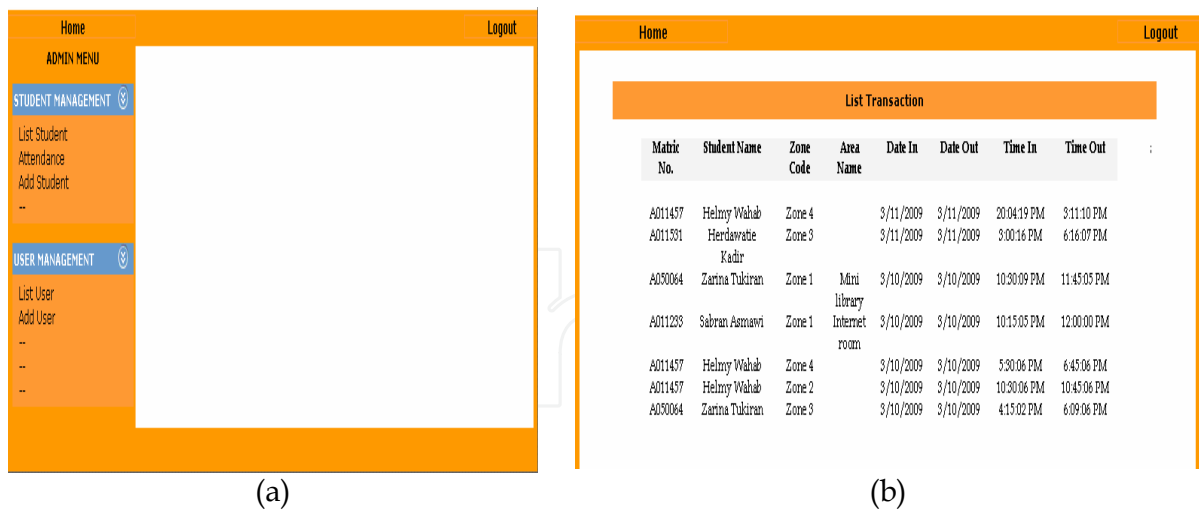 Home Logout
ADMIN MENU
STUDENT MANAGEMENT
List Student
Attendance
Add Student
--
USER MANAGEMENT
List User
Add User
--
--
--
(a)
Home Logout
List Transaction
Matric No. Student Name Zone Code Area Name Date In Date Out Time In Time Out ;
A011457 Helmy Wahab Zone 4 3/11/2009 3/11/2009 20:04:19 PM 3:11:10 PM
A011531 Herdawatie Kadir Zone 3 3/11/2009 3/11/2009 3:00:16 PM 6:16:07 PM
A050064 Zarina Tukiran Zone 1 Mini library 3/10/2009 3/10/2009 10:30:09 PM 11:45:05 PM
A011233 Sabran Asmawi Zone 1 Internet room 3/10/2009 3/10/2009 10:15:05 PM 12:00:00 PM
A011457 Helmy Wahab Zone 4 3/10/2009 3/10/2009 5:30:06 PM 6:45:06 PM
A011457 Helmy Wahab Zone 2 3/10/2009 3/10/2009 10:30:06 PM 10:45:06 PM
A050064 Zarina Tukiran Zone 3 3/10/2009 3/10/2009 4:15:02 PM 6:09:06 PM
(b)